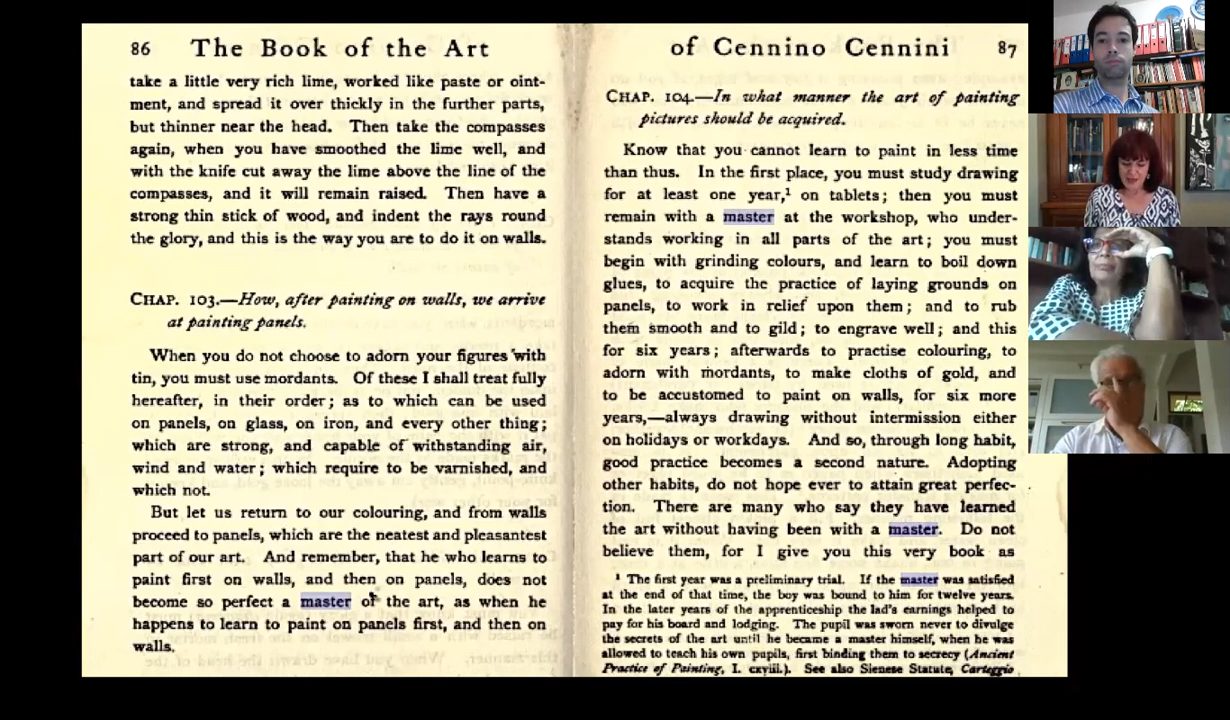 86 The Book of the Art
take a little very rich lime, worked like paste or oint-
ment, and spread it over thickly in the further parts,
but thinner near the head. Then take the compasses
again, when you have smoothed the lime well, and
with the knife cut away the lime above the line of the
compasses, and it will remain raised. Then have a
strong thin stick of wood, and indent the rays round
the glory, and this is the way you are to do it on walls.
CHAP. 103.—How, after painting on walls, we arrive
at painting panels.
When you do not choose to adorn your figures with
tin, you must use mordants. Of these I shall treat fully
hereafter, in their order; as to which can be used
on panels, on glass, on iron, and every other thing;
which are strong, and capable of withstanding air,
wind and water; which require to be varnished, and
which not.
But let us return to our colouring, and from walls
proceed to panels, which are the neatest and pleasantest
part of our art. And remember, that he who learns to
paint first on walls, and then on panels, does not
become so perfect a master of the art, as when he
happens to learn to paint on panels first, and then on
walls.
of Cennino Cennini 87
CHAP. 104.—In what manner the art of painting
pictures should be acquired.
Know that you cannot learn to paint in less time
than thus. In the first place, you must study drawing
for at least one year,¹ on tablets; then you must
remain with a master at the workshop, who under-
stands working in all parts of the art; you must
begin with grinding colours, and learn to boil down
glues, to acquire the practice of laying grounds on
panels, to work in relief upon them; and to rub
them smooth and to gild; to engrave well; and this
for six years; afterwards to practise colouring, to
adorn with mordants, to make cloths of gold, and
to be accustomed to paint on walls, for six more
years,—always drawing without intermission either
on holidays or workdays. And so, through long habit,
good practice becomes a second nature. Adopting
other habits, do not hope ever to attain great perfec-
tion. There are many who say they have learned
the art without having been with a master. Do not
believe them, for I give you this very book as
¹ The first year was a preliminary trial. If the master was satisfied
at the end of that time, the boy was bound to him for twelve years.
In the later years of the apprenticeship the lad's earnings helped to
pay for his board and lodging. The pupil was sworn never to divulge
the secrets of the art until he became a master himself, when he was
allowed to teach his own pupils, first binding them to secrecy (Ancient
Practice of Painting, I. cxviii.). See also Sienese Statute, Carteggio